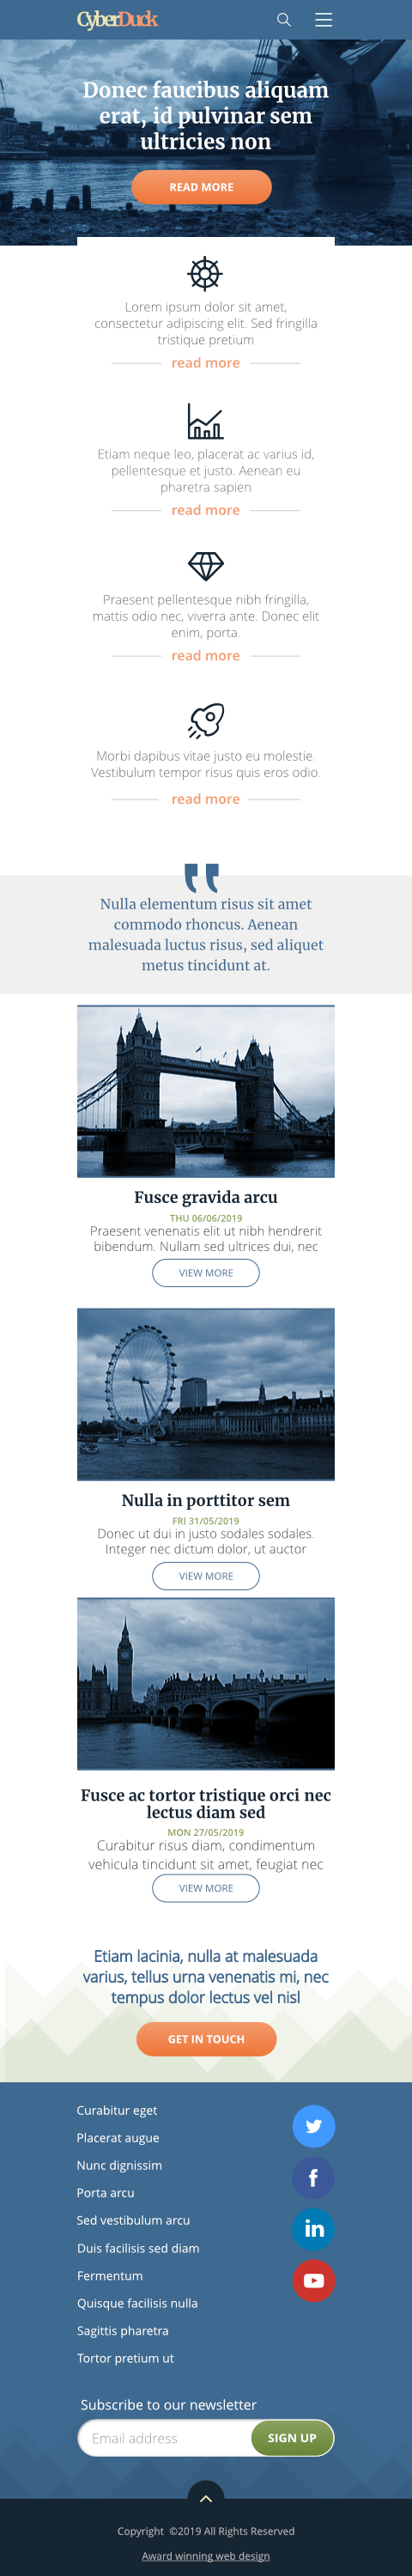 CyberDuck
Donec faucibus aliquam
erat, id pulvinar sem
ultricies non
READ MORE
Lorem ipsum dolor sit amet,
consectetur adipiscing elit. Sed fringilla
tristique pretium
read more
Etiam neque leo, placerat ac varius id,
pellentesque et justo. Aenean eu
pharetra sapien
read more
Praesent pellentesque nibh fringilla,
mattis odio nec, viverra ante. Donec elit
enim, porta.
read more
Morbi dapibus vitae justo eu molestie.
Vestibulum tempor risus quis eros odio.
read more
Nulla elementum risus sit amet
commodo rhoncus. Aenean
malesuada luctus risus, sed aliquet
metus tincidunt at.
Fusce gravida arcu
THU 06/06/2019
Praesent venenatis elit ut nibh hendrerit
bibendum. Nullam sed ultrices dui, nec
VIEW MORE
Nulla in porttitor sem
FRI 31/05/2019
Donec ut dui in justo sodales sodales.
Integer nec dictum dolor, ut auctor
VIEW MORE
Fusce ac tortor tristique orci nec
lectus diam sed
MON 27/05/2019
Curabitur risus diam, condimentum
vehicula tincidunt sit amet, feugiat nec
VIEW MORE
Etiam lacinia, nulla at malesuada
varius, tellus urna venenatis mi, nec
tempus dolor lectus vel nisl
GET IN TOUCH
Curabitur eget
Placerat augue
Nunc dignissim
Porta arcu
Sed vestibulum arcu
Duis facilisis sed diam
Fermentum
Quisque facilisis nulla
Sagittis pharetra
Tortor pretium ut
Subscribe to our newsletter
Email address
SIGN UP
Copyright ©2019 All Rights Reserved
Award winning web design